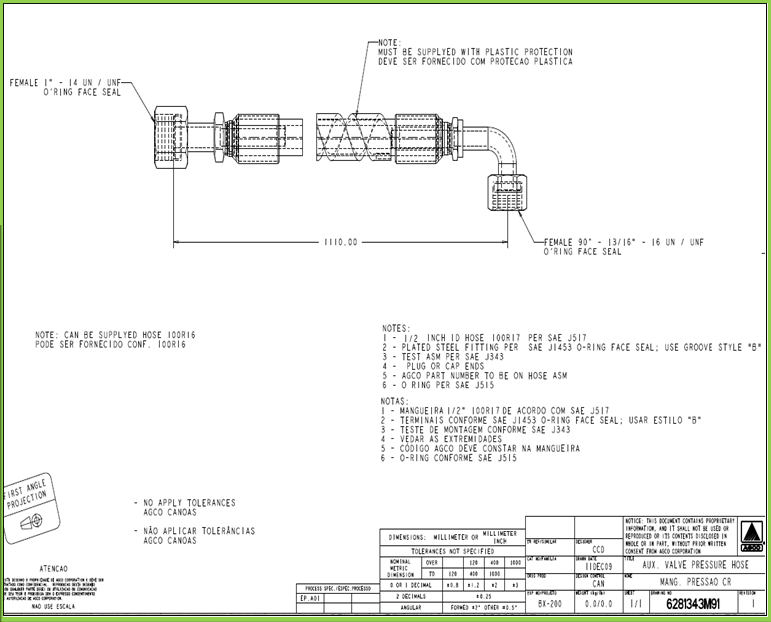 NOTE:
MUST BE SUPPLYED WITH PLASTIC PROTECTION
DEVE SER FORNECIDO COM PROTECAO PLASTICA
FEMALE 1" - 14 UN / UNF
O'RING FACE SEAL
1110.00
FEMALE 90° - 13/16" - 16 UN / UNF
O'RING FACE SEAL
NOTE: CAN BE SUPPLYED HOSE 100R16
PODE SER FORNECIDO CONF. 100R16
NOTES:
1 - 1/2 INCH ID HOSE 100R17 PER SAE J517
2 - PLATED STEEL FITTING PER SAE J1453 O-RING FACE SEAL; USE GROOVE STYLE "B"
3 - TEST ASM PER SAE J343
4 - PLUG OR CAP ENDS
5 - AGCO PART NUMBER TO BE ON HOSE ASM
6 - O RING PER SAE J515
NOTAS:
1 - MANGUEIRA 1/2" 100R17 DE ACORDO COM SAE J517
2 - TERMINAIS CONFORME SAE J1453 O-RING FACE SEAL; USAR ESTILO "B"
3 - TESTE DE MONTAGEM CONFORME SAE J343
4 - VEDAR AS EXTREMIDADES
5 - CÓDIGO AGCO DEVE CONSTAR NA MANGUEIRA
6 - O-RING CONFORME SAE J515
FIRST ANGLE
PROJECTION
- NO APPLY TOLERANCES
AGCO CANOAS
- NÃO APLICAR TOLERÂNCIAS
AGCO CANOAS
ATENCAO
NAO USE ESCALA
PROCESS SPEC./ESPEC.PROCESSO
EP.ADI
DIMENSIONS: MILLIMETER OR MILLIMETER
INCH
TOLERANCES NOT SPECIFIED
NOMINAL METRIC DIMENSION
OVER 120 400 1000
TO 120 400 1000
0 OR 1 DECIMAL ±0.8 ±1.2 ±2 ±3
2 DECIMALS ±0.25
ANGULAR FORMED ±2° OTHER ±0.5°
DESIGNER
CCD
DRAWN DATE
11DEC09
DESIGN CONTROL
CAN
BX-200
0.0/0.0
NOTICE: THIS DOCUMENT CONTAINS PROPRIETARY
INFORMATION, AND IT SHALL NOT BE USED OR
REPRODUCED OR ITS CONTENTS DISCLOSED IN
WHOLE OR IN PART, WITHOUT PRIOR WRITTEN
CONSENT FROM AGCO CORPORATION
AGCO
TITLE
AUX. VALVE PRESSURE HOSE
NOME
MANG. PRESSAO CR
SHEET
1/1
DRAWING NO
6281343M91
REVISION
1